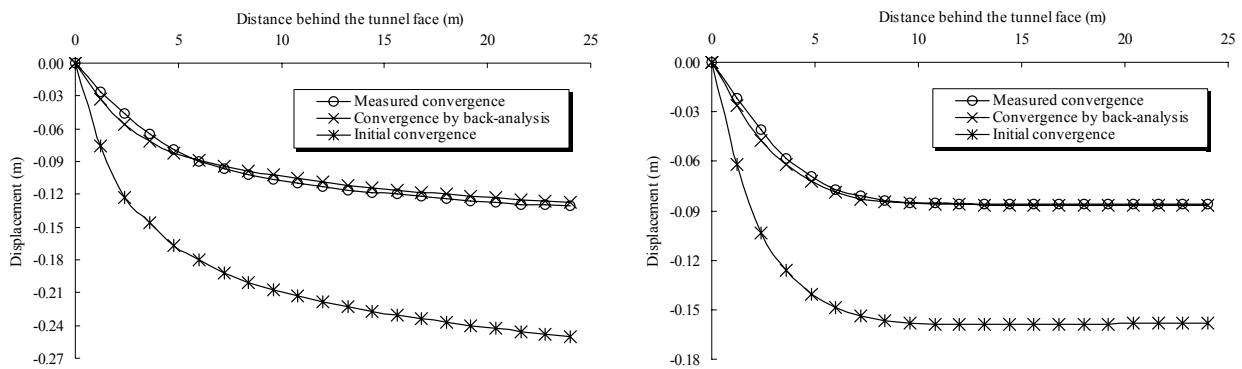 Distance behind the tunnel face (m)
0 5 10 15 20 25
0.00
-0.03
-0.06
-0.09
-0.12
-0.15
-0.18
-0.21
-0.24
-0.27
Displacement (m)
Measured convergence
Convergence by back-analysis
Initial convergence
Distance behind the tunnel face (m)
0 5 10 15 20 25
0.00
-0.03
-0.06
-0.09
-0.12
-0.15
-0.18
Displacement (m)
Measured convergence
Convergence by back-analysis
Initial convergence